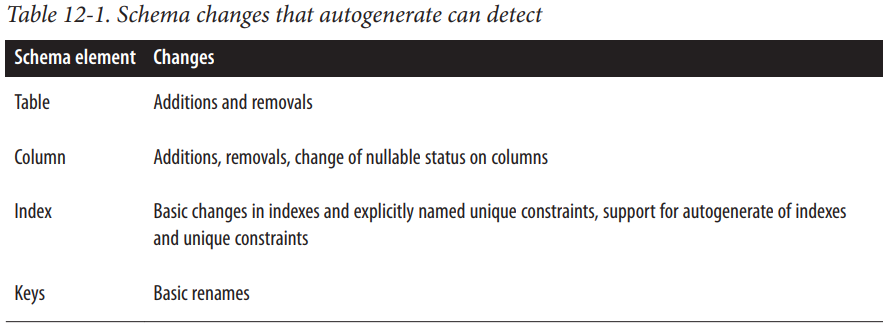 Table 12-1. Schema changes that autogenerate can detect
Schema element Changes
Table Additions and removals
Column Additions, removals, change of nullable status on columns
Index Basic changes in indexes and explicitly named unique constraints, support for autogenerate of indexes
and unique constraints
Keys Basic renames